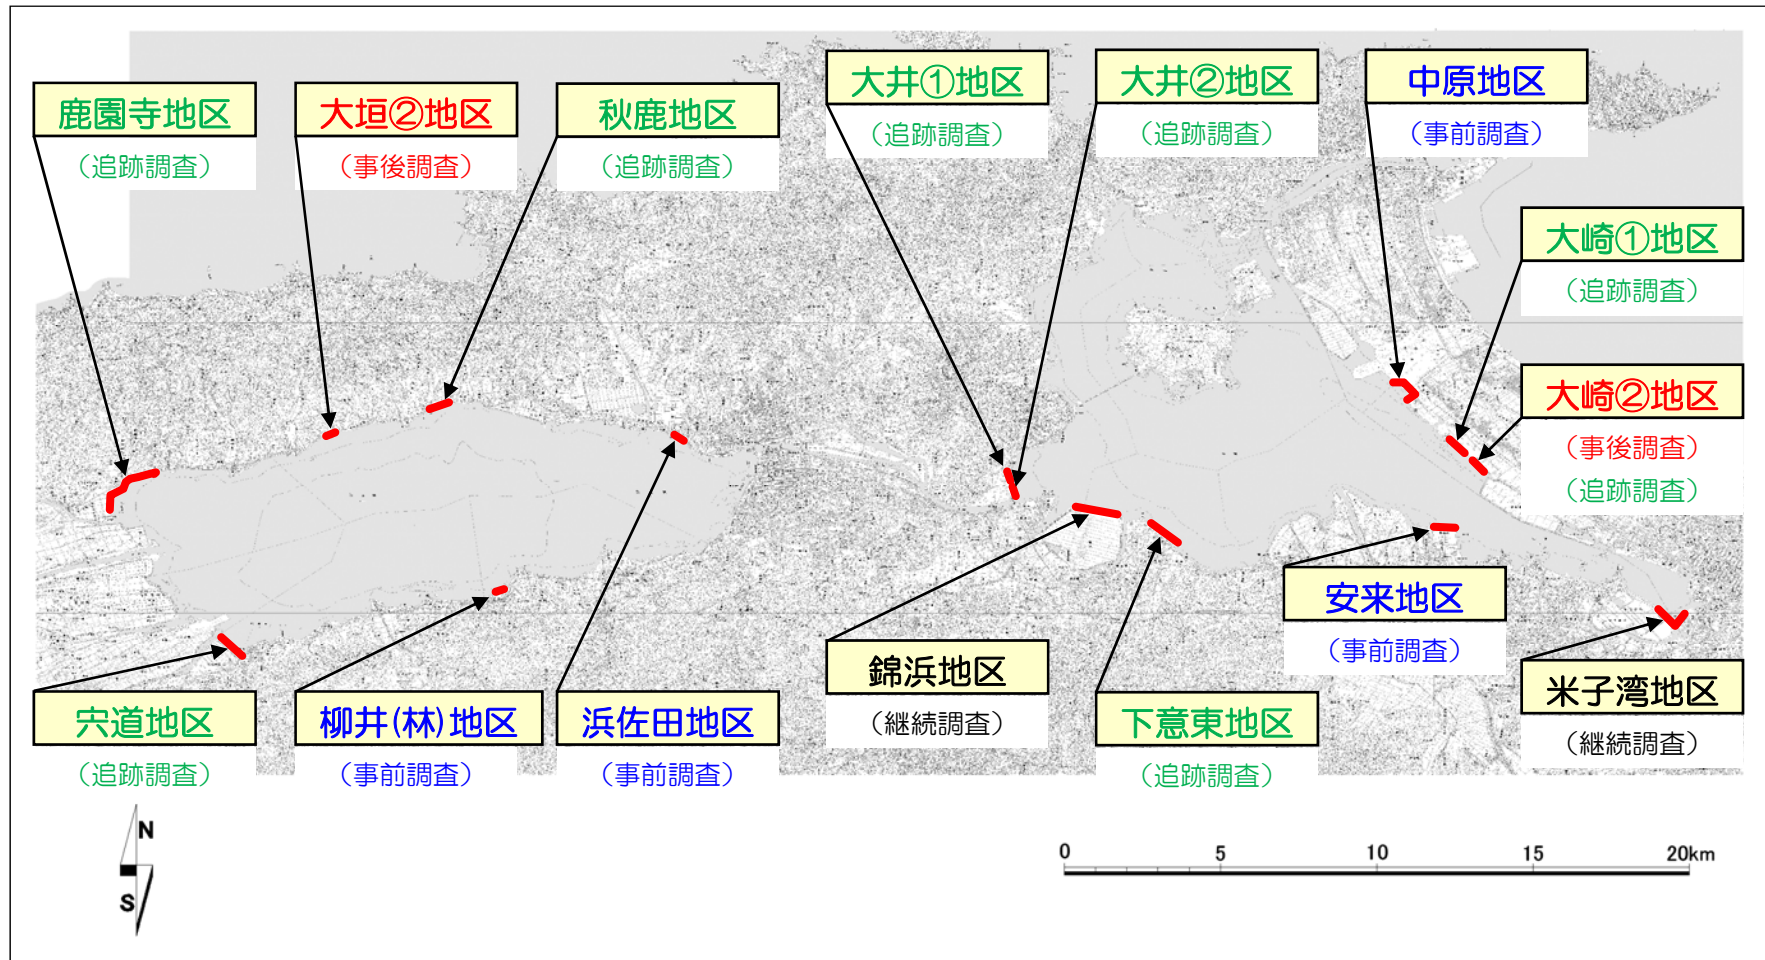 鹿園寺地区
（追跡調査）
大垣②地区
（事後調査）
秋鹿地区
（追跡調査）
大井①地区
（追跡調査）
大井②地区
（追跡調査）
中原地区
（事前調査）
大崎①地区
（追跡調査）
大崎②地区
（事後調査）
（追跡調査）
安来地区
（事前調査）
米子湾地区
（継続調査）
錦浜地区
（継続調査）
下意東地区
（追跡調査）
宍道地区
（追跡調査）
柳井(林)地区
（事前調査）
浜佐田地区
（事前調査）
N
S
0 5 10 15 20km